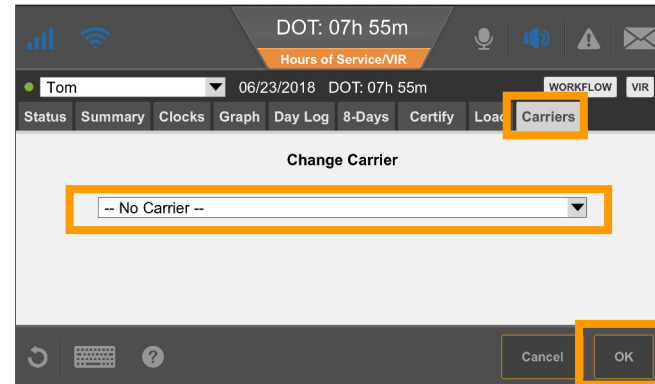 DOT: 07h 55m
Hours of Service/VIR
Tom 06/23/2018 DOT: 07h 55m WORKFLOW VIR
Status Summary Clocks Graph Day Log 8-Days Certify Carriers
Change Carrier
-- No Carrier --
? Cancel OK